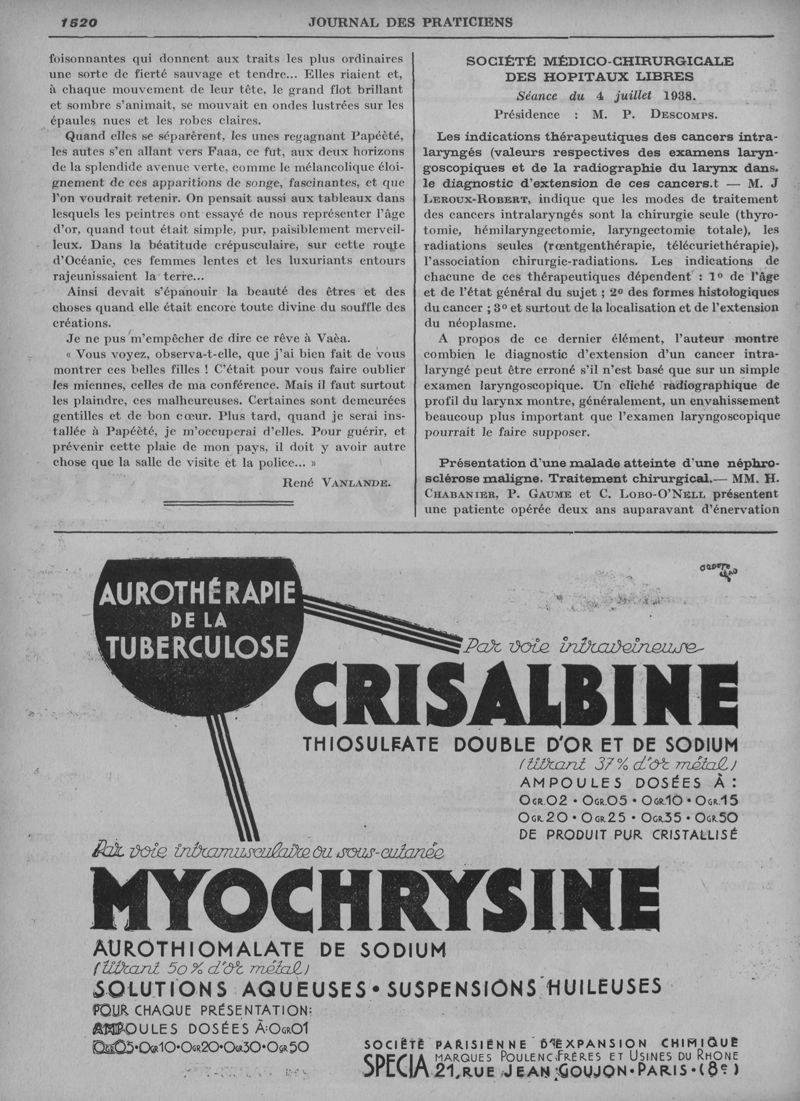 1520
JOURNAL DES PRATICIENS
foisonnantes qui donnent aux traits les plus ordinaires
une sorte de fierté sauvage et tendre... Elles riaient et,
à chaque mouvement de leur tête, le grand flot brillant
et sombre s'animait, se mouvait en ondes lustrées sur les
épaules nues et les robes claires.
Quand elles se séparèrent, les unes regagnant Papéété,
les autes s'en allant vers Faaa, ce fut, aux deux horizons
de la splendide avenue verte, comme le mélancolique éloi-
gnement de ces apparitions de songe, fascinantes, et que
l'on voudrait retenir. On pensait aussi aux tableaux dans
lesquels les peintres ont essayé de nous représenter l'âge
d'or, quand tout était simple, pur, paisiblement merveil-
leux. Dans la béatitude crépusculaire, sur cette route
d'Océanie, ces femmes lentes et les luxuriants entours
rajeunissaient la terre...
Ainsi devait s'épanouir la beauté des êtres et des
choses quand elle était encore toute divine du souffle des
créations.
Je ne pus m'empêcher de dire ce rêve à Vaèa.
« Vous voyez, observa-t-elle, que j'ai bien fait de vous
montrer ces belles filles ! C'était pour vous faire oublier
les miennes, celles de ma conférence. Mais il faut surtout
les plaindre, ces malheureuses. Certaines sont demeurées
gentilles et de bon cœur. Plus tard, quand je serai ins-
tallée à Papéété, je m'occuperai d'elles. Pour guérir, et
prévenir cette plaie de mon pays, il doit y avoir autre
chose que la salle de visite et la police... »
René VANLANDE.
SOCIÉTÉ MÉDICO-CHIRURGICALE
DES HOPITAUX LIBRES
Séance du 4 juillet 1938.
Présidence : M. P. DESCOMPS.
Les indications thérapeutiques des cancers intra-
laryngés (valeurs respectives des examens laryn-
goscopiques et de la radiographie du larynx dans.
le diagnostic d'extension de ces cancers.t — M. J
LEROUX-ROBERT, indique que les modes de traitement
des cancers intralaryngés sont la chirurgie seule (thyro-
tomie, hémilaryngectomie, laryngectomie totale), les
radiations seules (rœntgenthérapie, télécuriethérapie),
l'association chirurgie-radiations. Les indications de
chacune de ces thérapeutiques dépendent : 1° de l'âge
et de l'état général du sujet ; 2° des formes histologiques
du cancer ; 3° et surtout de la localisation et de l'extension
du néoplasme.
A propos de ce dernier élément, l'auteur montre
combien le diagnostic d'extension d'un cancer intra-
laryngé peut être erroné s'il n'est basé que sur un simple
examen laryngoscopique. Un cliché radiographique de
profil du larynx montre, généralement, un envahissement
beaucoup plus important que l'examen laryngoscopique
pourrait le faire supposer.
Présentation d'une malade atteinte d'une néphro-
sclérose maligne. Traitement chirurgical.— MM. H.
CHABANIER, P. GAUME et C. LOBO-O'NELL présentent
une patiente opérée deux ans auparavant d'énervation
AUROTHÉRAPIE
DE LA
TUBERCULOSE
Par voie intraveineuse
CRISALBINE
THIOSULFATE DOUBLE D'OR ET DE SODIUM
(titrant 37% d'or métal)
AMPOULES DOSÉES À :
0GR.02 • 0GR.05 • 0GR.10 • 0GR.15
0GR.20 • 0GR.25 • 0GR.35 • 0GR.50
DE PRODUIT PUR CRISTALLISÉ
Par voie intramusculaire ou sous-cutanée
MYOCHRYSINE
AUROTHIOMALATE DE SODIUM
(titrant 50% d'or métal)
SOLUTIONS AQUEUSES • SUSPENSIONS HUILEUSES
POUR CHAQUE PRÉSENTATION:
AMPOULES DOSÉES À: 0GR01
0GR05 • 0GR10 • 0GR20 • 0GR30 • 0GR50
SOCIÉTÉ PARISIENNE D'EXPANSION CHIMIQUE
SPECIA MARQUES POULENC FRÈRES ET USINES DU RHONE
21, RUE JEAN GOUJON • PARIS • (8e)